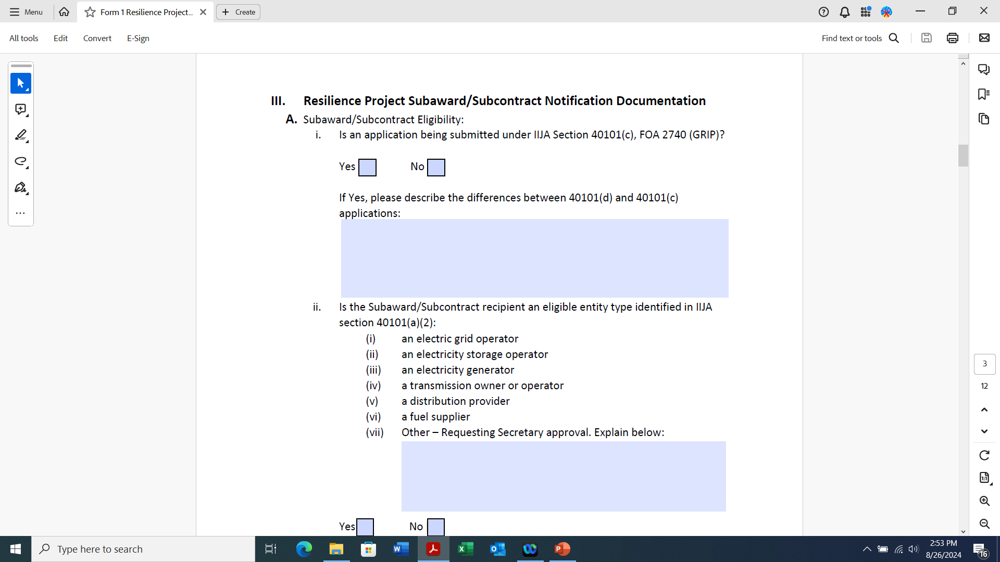 Menu
Form 1 Resilience Project...
Create
All tools
Edit
Convert
E-Sign
Find text or tools
III. Resilience Project Subaward/Subcontract Notification Documentation
A. Subaward/Subcontract Eligibility:
i. Is an application being submitted under IIJA Section 40101(c), FOA 2740 (GRIP)?
Yes No
If Yes, please describe the differences between 40101(d) and 40101(c)
applications:
ii. Is the Subaward/Subcontract recipient an eligible entity type identified in IIJA
section 40101(a)(2):
(i) an electric grid operator
(ii) an electricity storage operator
(iii) an electricity generator
(iv) a transmission owner or operator
(v) a distribution provider
(vi) a fuel supplier
(vii) Other – Requesting Secretary approval. Explain below:
Yes No
3
12
1:1
Type here to search
2:53 PM
8/26/2024
16